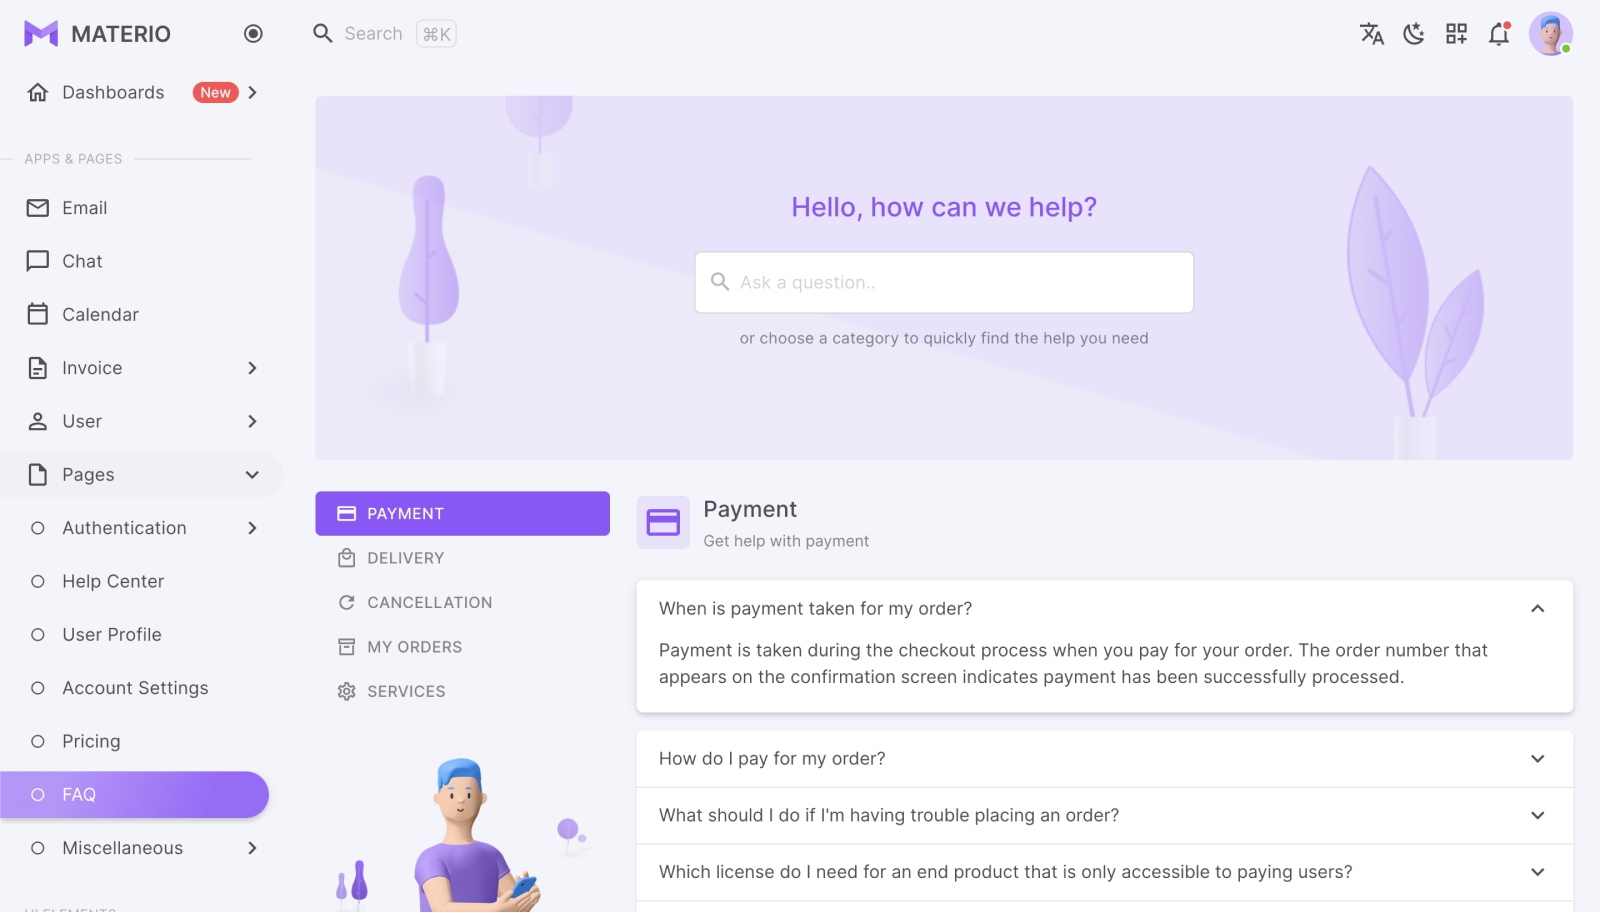 MATERIO
Search
⌘K
Dashboards
New
APPS & PAGES
Email
Chat
Calendar
Invoice
User
Pages
Authentication
Help Center
User Profile
Account Settings
Pricing
FAQ
Miscellaneous
UI ELEMENTS
Hello, how can we help?
Ask a question..
or choose a category to quickly find the help you need
PAYMENT
DELIVERY
CANCELLATION
MY ORDERS
SERVICES
Payment
Get help with payment
When is payment taken for my order?
Payment is taken during the checkout process when you pay for your order. The order number that
appears on the confirmation screen indicates payment has been successfully processed.
How do I pay for my order?
What should I do if I'm having trouble placing an order?
Which license do I need for an end product that is only accessible to paying users?